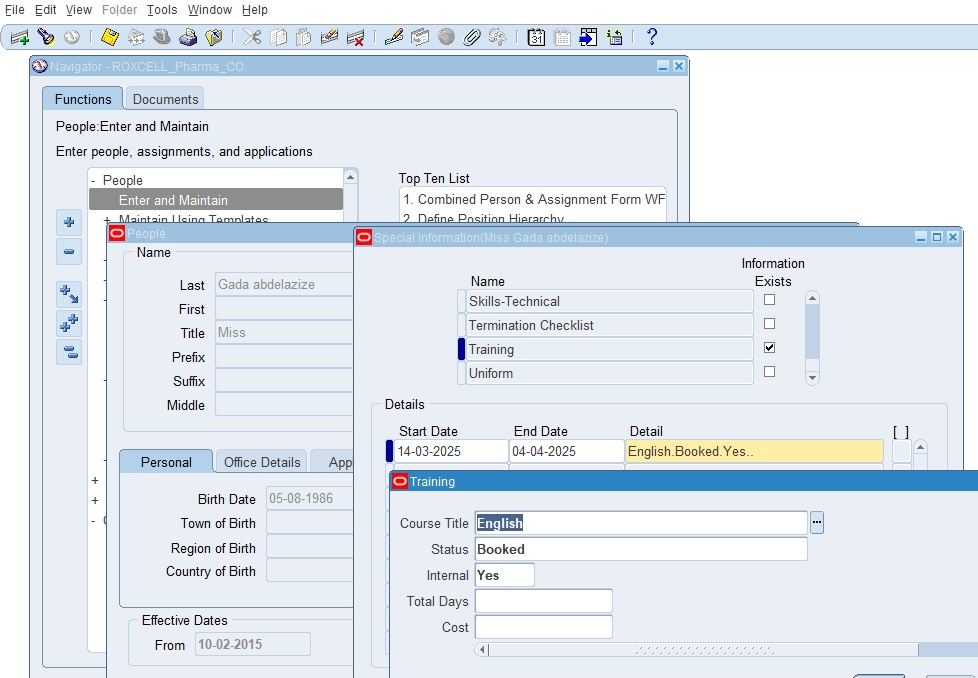 File Edit View Folder Tools Window Help
31
?
Navigator - ROXCELL_Pharma_CO.
Functions Documents
People:Enter and Maintain
Enter people, assignments, and applications
- People
Enter and Maintain
+ Maintain Using Templates
Top Ten List
1. Combined Person & Assignment Form WF
2. Define Position Hierarchy
People
Name
Last Gada abdelazize
First
Title Miss
Prefix
Suffix
Middle
Personal Office Details
Birth Date 05-08-1986
Town of Birth
Region of Birth
Country of Birth
Effective Dates
From 10-02-2015
Special Information(Miss Gada abdelazize)
Information
Name Exists
Skills-Technical
Termination Checklist
Training
Uniform
Details
Start Date End Date Detail [ ]
14-03-2025 04-04-2025 English.Booked.Yes..
Training
Course Title English
Status Booked
Internal Yes
Total Days
Cost